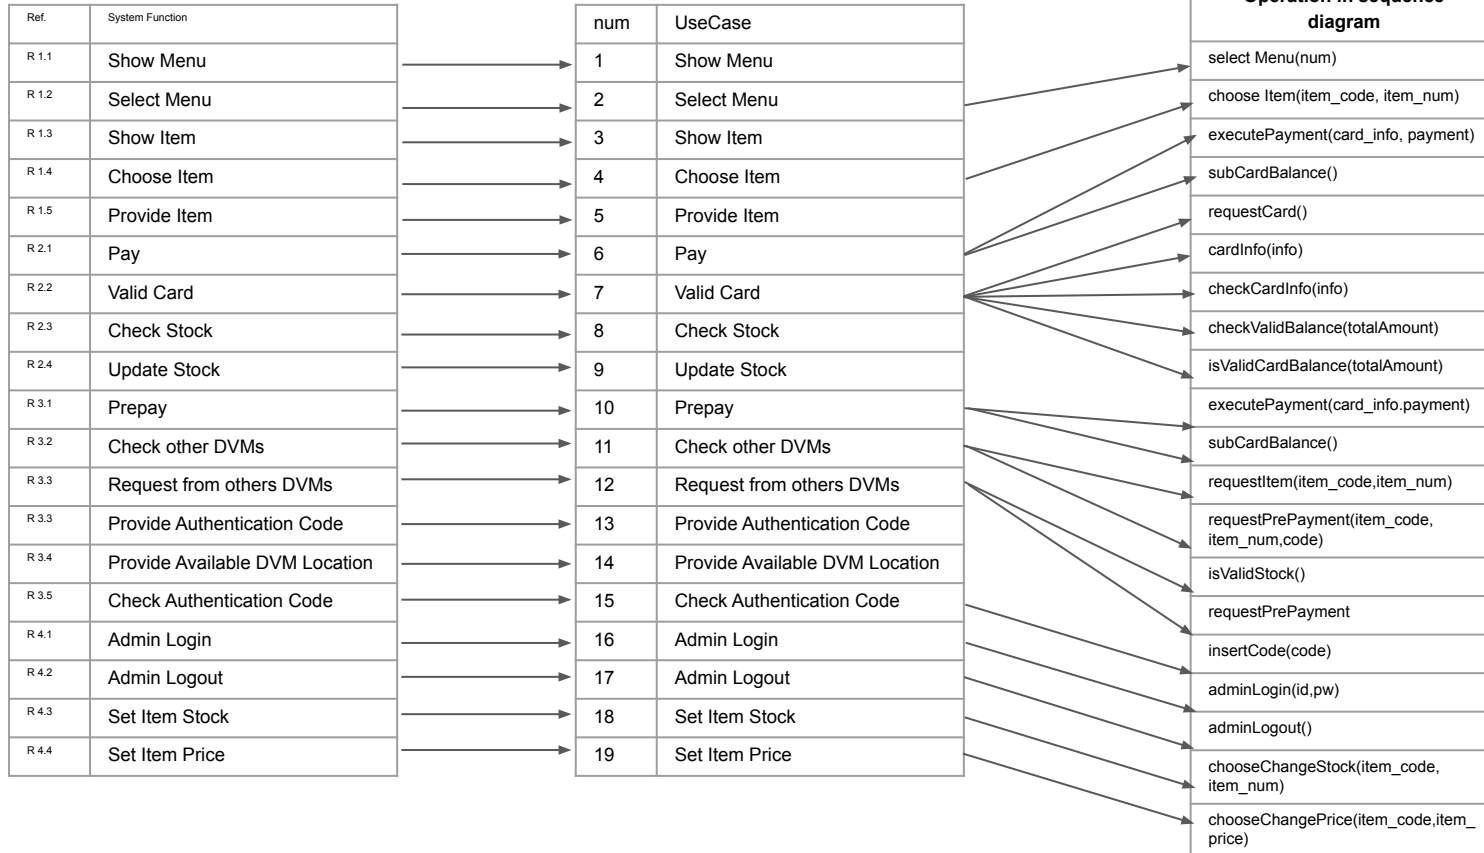 Ref. System Function
R 1.1 Show Menu
R 1.2 Select Menu
R 1.3 Show Item
R 1.4 Choose Item
R 1.5 Provide Item
R 2.1 Pay
R 2.2 Valid Card
R 2.3 Check Stock
R 2.4 Update Stock
R 3.1 Prepay
R 3.2 Check other DVMs
R 3.3 Request from others DVMs
R 3.3 Provide Authentication Code
R 3.4 Provide Available DVM Location
R 3.5 Check Authentication Code
R 4.1 Admin Login
R 4.2 Admin Logout
R 4.3 Set Item Stock
R 4.4 Set Item Price
num UseCase
1 Show Menu
2 Select Menu
3 Show Item
4 Choose Item
5 Provide Item
6 Pay
7 Valid Card
8 Check Stock
9 Update Stock
10 Prepay
11 Check other DVMs
12 Request from others DVMs
13 Provide Authentication Code
14 Provide Available DVM Location
15 Check Authentication Code
16 Admin Login
17 Admin Logout
18 Set Item Stock
19 Set Item Price
Operation in sequence
diagram
select Menu(num)
choose Item(item_code, item_num)
executePayment(card_info, payment)
subCardBalance()
requestCard()
cardInfo(info)
checkCardInfo(info)
checkValidBalance(totalAmount)
isValidCardBalance(totalAmount)
executePayment(card_info.payment)
subCardBalance()
requestItem(item_code,item_num)
requestPrePayment(item_code,
item_num,code)
isValidStock()
requestPrePayment
insertCode(code)
adminLogin(id,pw)
adminLogout()
chooseChangeStock(item_code,
item_num)
chooseChangePrice(item_code,item_
price)